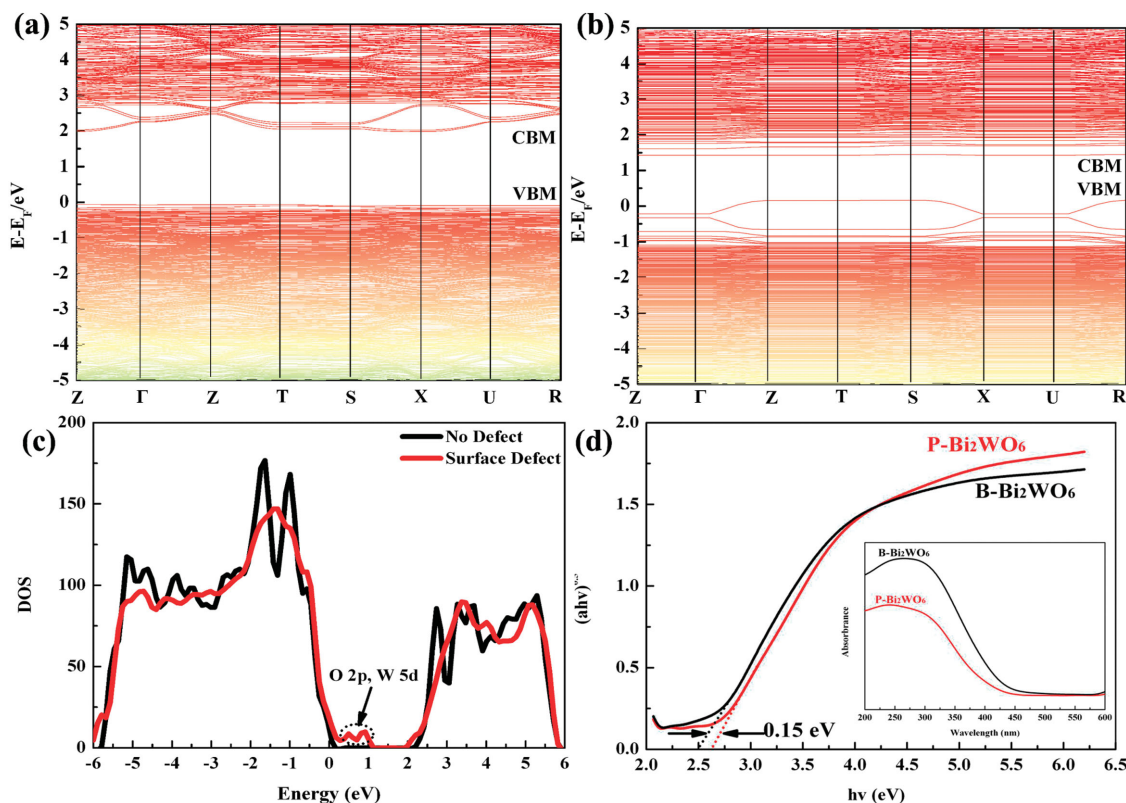 (a)
5
4
3
2
1
0
-1
-2
-3
-4
-5
E-E_F/eV
CBM
VBM
Z Γ Z T S X U R
(b)
5
4
3
2
1
0
-1
-2
-3
-4
-5
E-E_F/eV
CBM
VBM
Z Γ Z T S X U R
(c)
200
150
100
50
0
DOS
No Defect
Surface Defect
O 2p, W 5d
-6 -5 -4 -3 -2 -1 0 1 2 3 4 5 6
Energy (eV)
(d)
2.0
1.5
1.0
0.5
0.0
P-Bi₂WO₆
B-Bi₂WO₆
0.15 eV
2.0 2.5 3.0 3.5 4.0 4.5 5.0 5.5 6.0 6.5
hv (eV)
Absorbrance
B-Bi₂WO₆
P-Bi₂WO₆
200 250 300 350 400 450 500 550 600
Wavelength (nm)